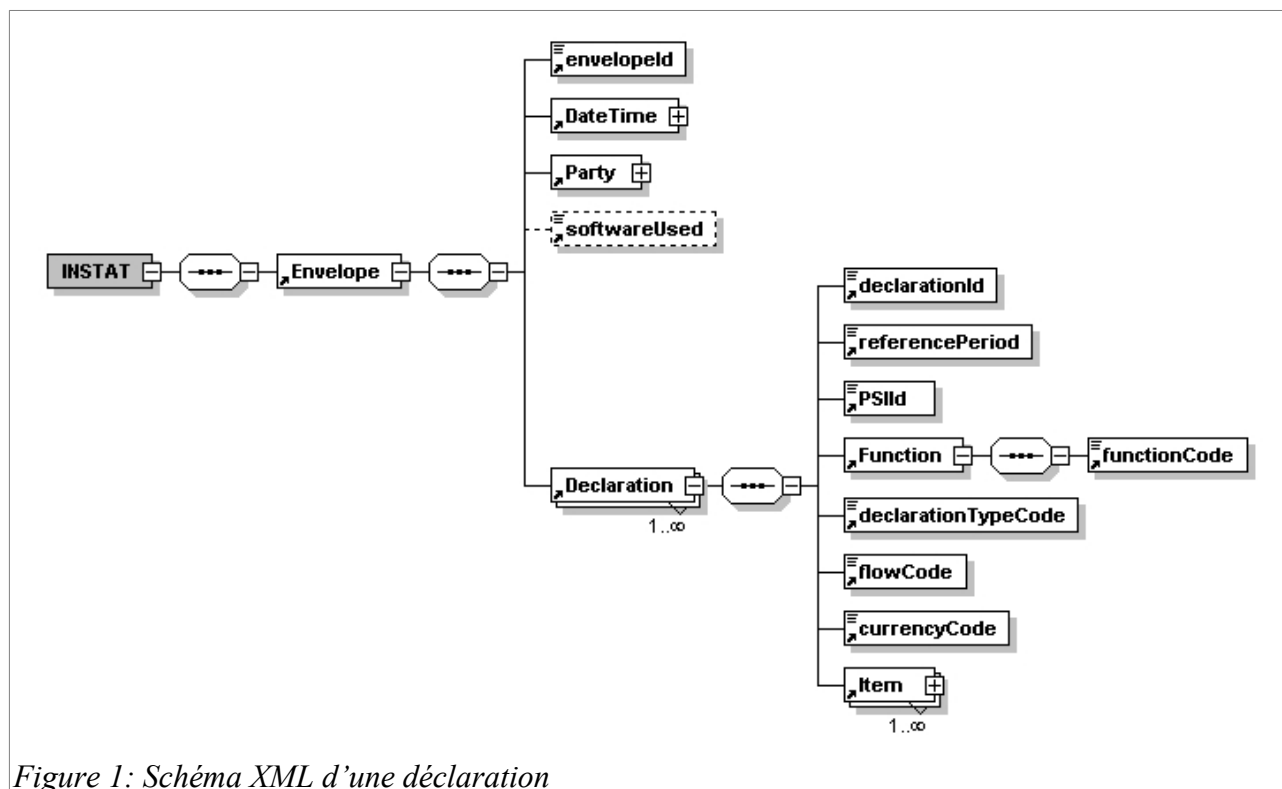 envelopeId
DateTime
Party
softwareUsed
INSTAT
Envelope
declarationId
referencePeriod
PSIId
Function
functionCode
Declaration
1..∞
declarationTypeCode
flowCode
currencyCode
Item
1..∞
Figure 1: Schéma XML d’une déclaration